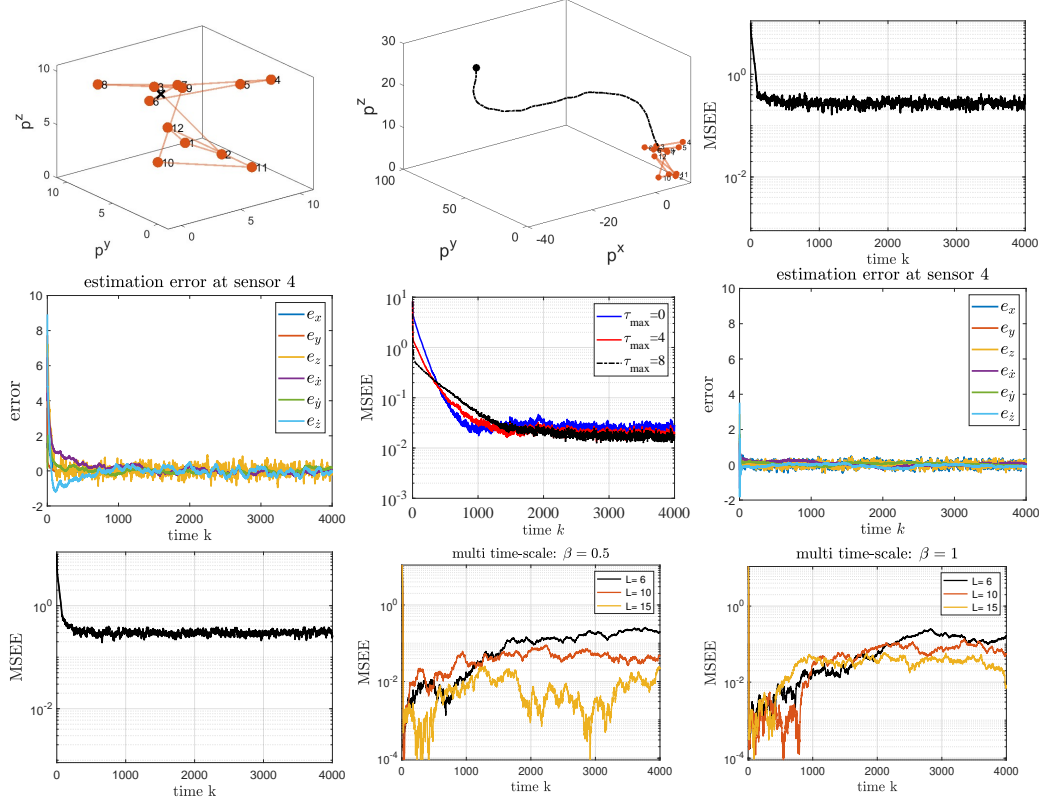 10
5
0
p^z
10
5
0
p^y
0
5
10
8
3
7
9
6
5
4
12
1
2
10
11
30
20
10
0
p^z
100
50
0
p^y
-40
-20
0
p^x
4
5
12
11
10^0
10^-2
MSEE
0 1000 2000 3000 4000
time k
estimation error at sensor 4
10
8
6
4
2
0
-2
error
e_x
e_y
e_z
e_ẋ
e_ẏ
e_ż
0 1000 2000 3000 4000
time k
10^1
10^0
10^-1
10^-2
10^-3
MSEE
τ_max=0
τ_max=4
τ_max=8
0 1000 2000 3000 4000
time k
estimation error at sensor 4
10
8
6
4
2
0
-2
error
e_x
e_y
e_z
e_ẋ
e_ẏ
e_ż
0 1000 2000 3000 4000
time k
10^0
10^-2
MSEE
0 1000 2000 3000 4000
time k
multi time-scale: β = 0.5
10^0
10^-2
10^-4
MSEE
L= 6
L= 10
L= 15
0 1000 2000 3000 4000
time k
multi time-scale: β = 1
10^0
10^-2
10^-4
MSEE
L= 6
L= 10
L= 15
0 1000 2000 3000 4000
time k